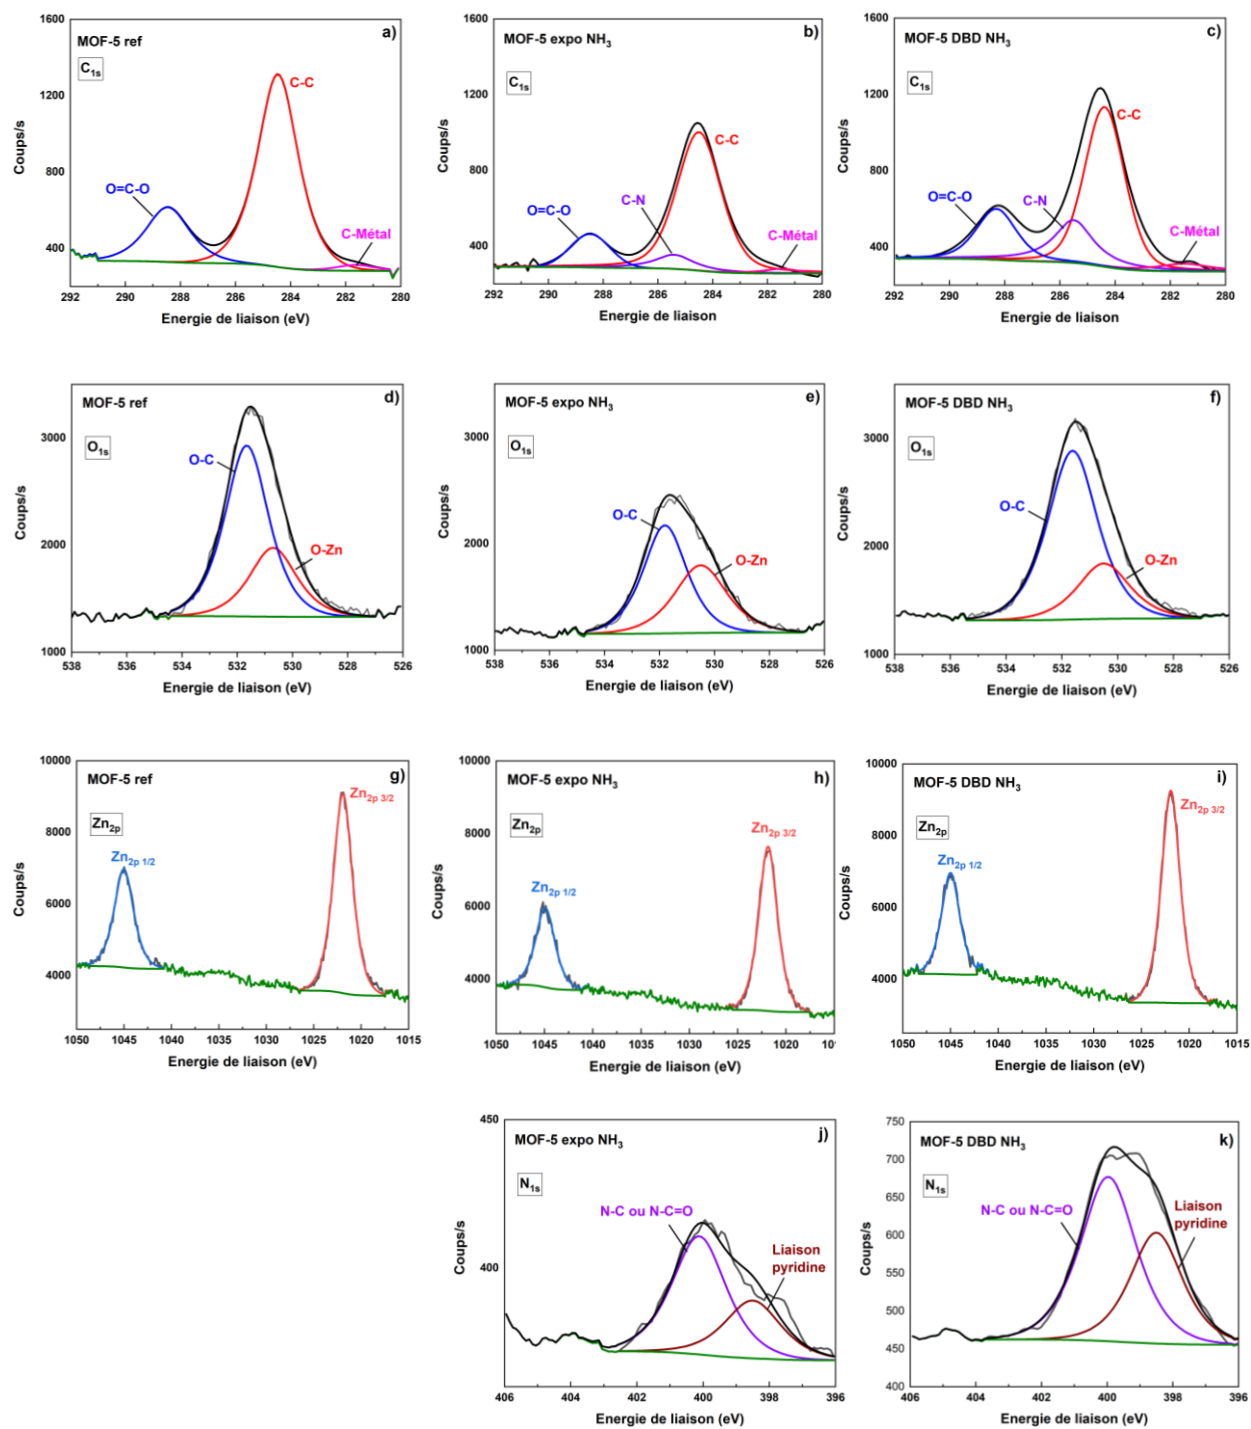 a)
MOF-5 ref
C1s
C-C
O=C-O
C-Métal
1600
1200
800
400
Coups/s
292 290 288 286 284 282 280
Energie de liaison (eV)
b)
MOF-5 expo NH3
C1s
C-C
C-N
O=C-O
C-Métal
1600
1200
800
400
Coups/s
292 290 288 286 284 282 280
Energie de liaison
c)
MOF-5 DBD NH3
C1s
C-C
O=C-O
C-N
C-Métal
1600
1200
800
400
Coups/s
292 290 288 286 284 282 280
Energie de liaison
d)
MOF-5 ref
O1s
O-C
O-Zn
3000
2000
1000
Coups/s
538 536 534 532 530 528 526
Energie de liaison (eV)
e)
MOF-5 expo NH3
O1s
O-C
O-Zn
3000
2000
1000
Coups/s
538 536 534 532 530 528 526
Energie de liaison (eV)
f)
MOF-5 DBD NH3
O1s
O-C
O-Zn
3000
2000
1000
Coups/s
538 536 534 532 530 528 526
Energie de liaison (eV)
g)
MOF-5 ref
Zn2p 3/2
Zn2p
Zn2p 1/2
10000
8000
6000
4000
Coups/s
1050 1045 1040 1035 1030 1025 1020 1015
Energie de liaison (eV)
h)
MOF-5 expo NH3
Zn2p
Zn2p 3/2
Zn2p 1/2
10000
8000
6000
4000
Coups/s
1050 1045 1040 1035 1030 1025 1020 10
Energie de liaison (eV)
i)
MOF-5 DBD NH3
Zn2p 3/2
Zn2p
Zn2p 1/2
10000
8000
6000
4000
Coups/s
1050 1045 1040 1035 1030 1025 1020 1015
Energie de liaison (eV)
j)
MOF-5 expo NH3
N1s
N-C ou N-C=O
Liaison
pyridine
450
400
Coups/s
406 404 402 400 398 396
Energie de liaison (eV)
k)
MOF-5 DBD NH3
N1s
N-C ou N-C=O
Liaison
pyridine
750
700
650
600
550
500
450
400
Coups/s
406 404 402 400 398 396
Energie de liaison (eV)